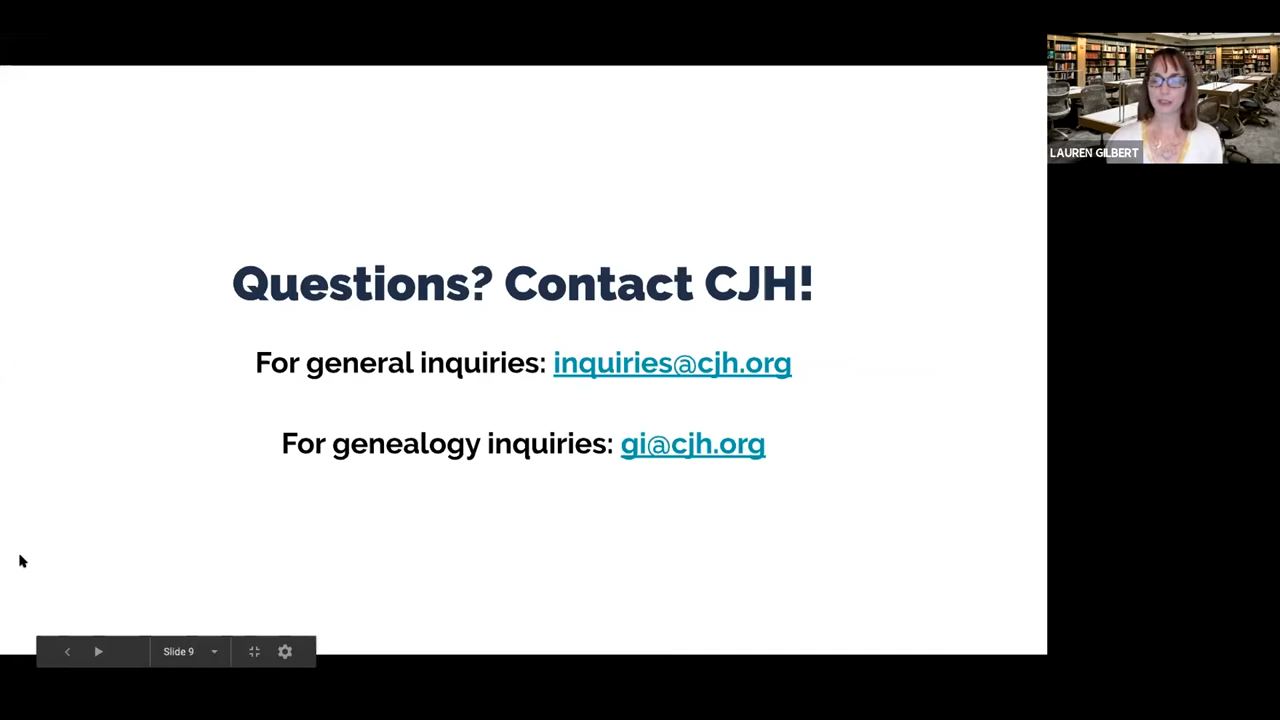 LAUREN GILBERT
Questions? Contact CJH!
For general inquiries: inquiries@cjh.org
For genealogy inquiries: gi@cjh.org
Slide 9